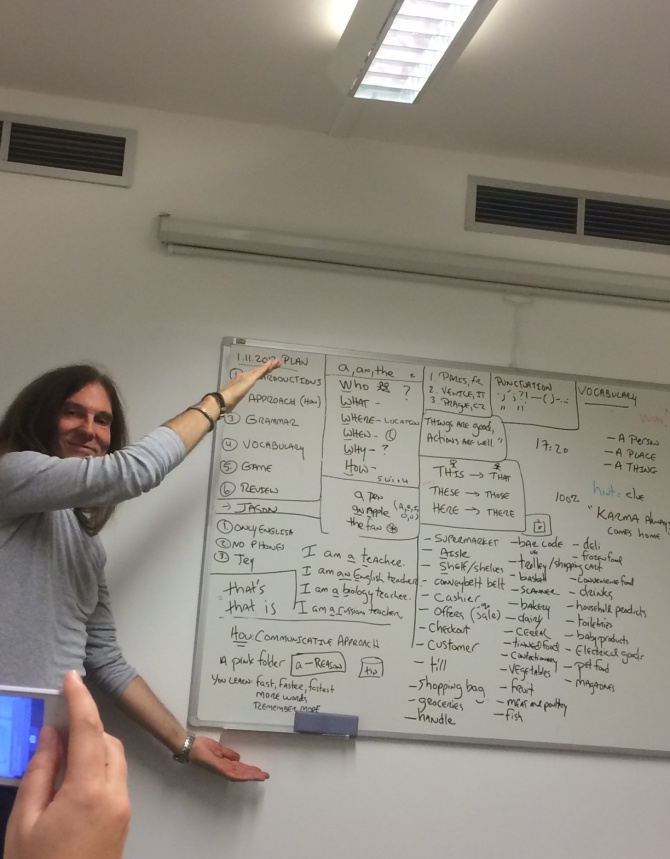 PLAN
APPROACH (HOW)
③ GRAMMAR
④ VOCABULARY
⑤ GAME
⑥ REVIEW
→ JASON
① ONLY ENGLISH
② NO PHONES
③ TRY
that's
that is
a, an, the
WHO ?
WHAT -
WHERE - LOCATION
WHEN -
WHY - ?
HOW -
5 W's + H
a pen
an apple
the fan
I am a teacher.
I am an English teacher
I am a biology teacher.
I am a russian teacher.
HOW: COMMUNICATIVE APPROACH
A pink folder
a - REASON
YOU LEARN: fast, faster, fastest
MORE WORDS
REMEMBER MORE
1. PARIS, FR
2. VENICE, IT
3. PRAGUE, CZ
THINGS ARE good,
ACTIONS ARE well"
THIS → THAT
THESE → THOSE
HERE → THERE
PUNCTUATION
17:20
VOCABULARY
- A PERSON
- A PLACE
- A THING
100%
hint: clue
"KARMA Always
COMES HOME
- SUPERMARKET
- Aisle
- Shelf/shelves
- conveyor belt
- Cashier
- Offers (sale)
- Checkout
- Customer
- till
- Shopping bag
- groceries
- handle
- bar code
- trolley/shopping cart
- basket
- SCANNER
- bakery
- dairy
- CEREAL
- tinned food
- Confectionery
- VEGETABLES
- fruit
- MEAT and poultry
- fish
- deli
- frozen food
- Convenience food
- drinks
- household products
- toiletries
- baby products
- Electrical goods
- pet food
- magazines